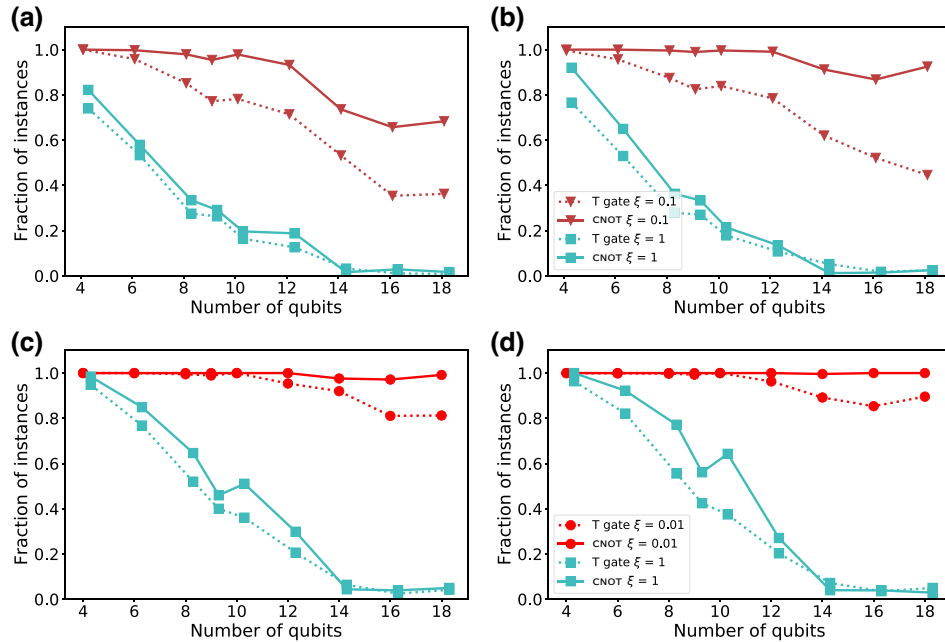 (a)
Fraction of instances
1.0
0.8
0.6
0.4
0.2
0.0
4 6 8 10 12 14 16 18
Number of qubits
(b)
Fraction of instances
1.0
0.8
0.6
0.4
0.2
0.0
T gate ξ = 0.1
CNOT ξ = 0.1
T gate ξ = 1
CNOT ξ = 1
4 6 8 10 12 14 16 18
Number of qubits
(c)
Fraction of instances
1.0
0.8
0.6
0.4
0.2
0.0
4 6 8 10 12 14 16 18
Number of qubits
(d)
Fraction of instances
1.0
0.8
0.6
0.4
0.2
0.0
T gate ξ = 0.01
CNOT ξ = 0.01
T gate ξ = 1
CNOT ξ = 1
4 6 8 10 12 14 16 18
Number of qubits